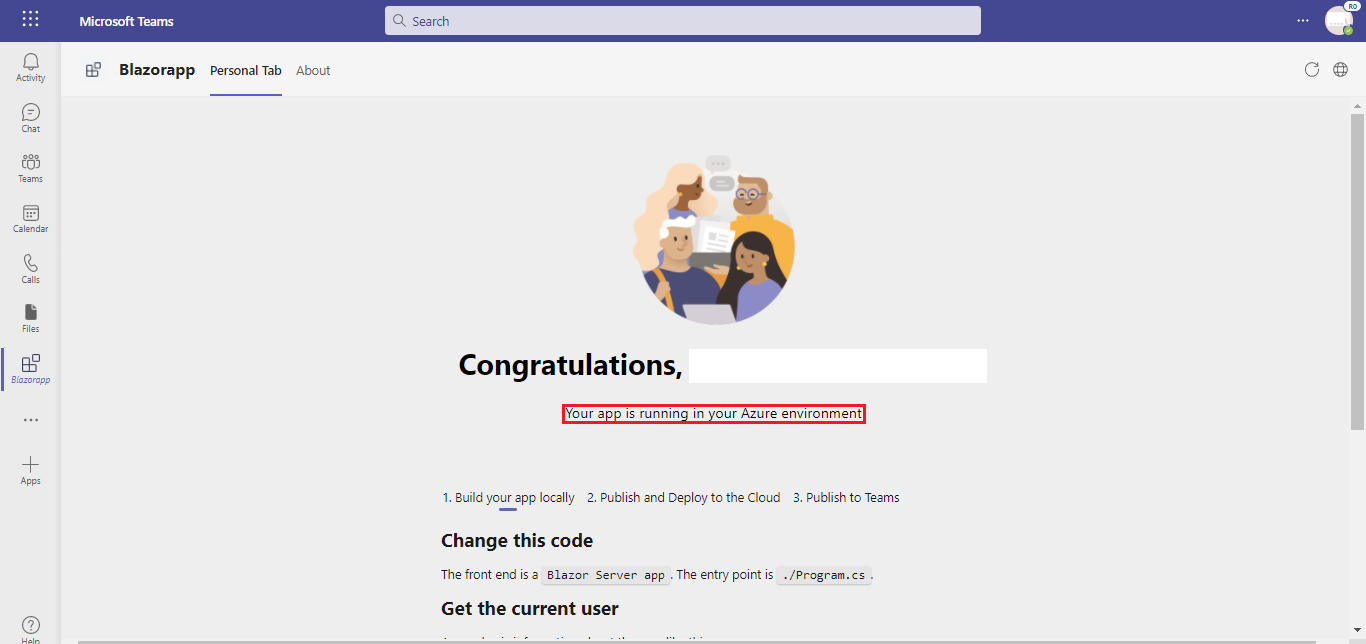 Microsoft Teams
Search
R0
Activity
Chat
Teams
Calendar
Calls
Files
Blazorapp
Apps
Help
Blazorapp Personal Tab About
Congratulations,
Your app is running in your Azure environment
1. Build your app locally 2. Publish and Deploy to the Cloud 3. Publish to Teams
Change this code
The front end is a Blazor Server app. The entry point is ./Program.cs.
Get the current user